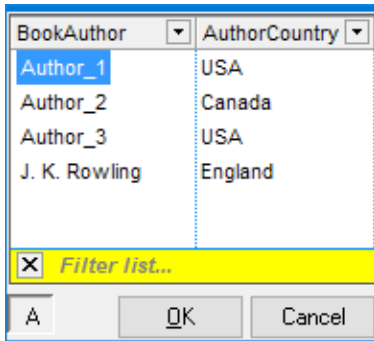 BookAuthor AuthorCountry
Author_1 USA
Author_2 Canada
Author_3 USA
J. K. Rowling England
X Filter list...
A OK Cancel